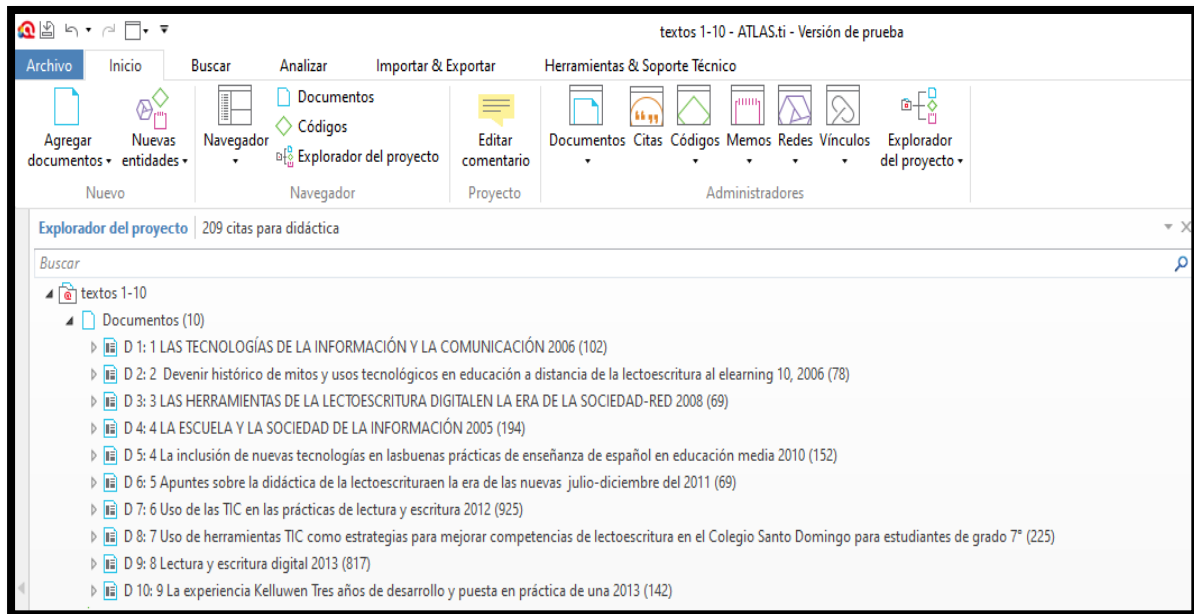 textos 1-10 - ATLAS.ti - Versión de prueba
Archivo Inicio Buscar Analizar Importar & Exportar Herramientas & Soporte Técnico
Agregar documentos
Nuevas entidades
Nuevo
Navegador
Documentos
Códigos
Explorador del proyecto
Navegador
Editar comentario
Proyecto
Documentos Citas Códigos Memos Redes Vínculos
Explorador del proyecto
Administradores
Explorador del proyecto 209 citas para didáctica
Buscar
textos 1-10
Documentos (10)
D 1: 1 LAS TECNOLOGÍAS DE LA INFORMACIÓN Y LA COMUNICACIÓN 2006 (102)
D 2: 2 Devenir histórico de mitos y usos tecnológicos en educación a distancia de la lectoescritura al elearning 10, 2006 (78)
D 3: 3 LAS HERRAMIENTAS DE LA LECTOESCRITURA DIGITALEN LA ERA DE LA SOCIEDAD-RED 2008 (69)
D 4: 4 LA ESCUELA Y LA SOCIEDAD DE LA INFORMACIÓN 2005 (194)
D 5: 4 La inclusión de nuevas tecnologías en lasbuenas prácticas de enseñanza de español en educación media 2010 (152)
D 6: 5 Apuntes sobre la didáctica de la lectoescrituraen la era de las nuevas julio-diciembre del 2011 (69)
D 7: 6 Uso de las TIC en las prácticas de lectura y escritura 2012 (925)
D 8: 7 Uso de herramientas TIC como estrategias para mejorar competencias de lectoescritura en el Colegio Santo Domingo para estudiantes de grado 7° (225)
D 9: 8 Lectura y escritura digital 2013 (817)
D 10: 9 La experiencia Kelluwen Tres años de desarrollo y puesta en práctica de una 2013 (142)